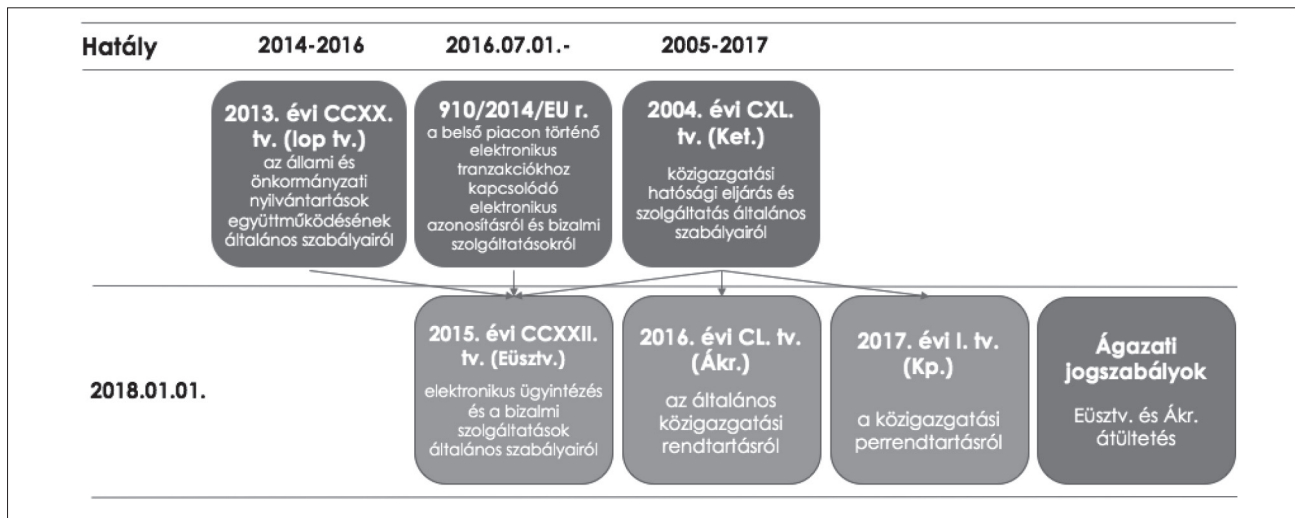 Hatály
2014-2016
2016.07.01.-
2005-2017
2013. évi CCXX.
tv. (Iop tv.)
az állami és
önkormányzati
nyilvántartások
együttműködésének
általános szabályairól
910/2014/EU r.
a belső piacon történő
elektronikus
tranzakciókhoz
kapcsolódó
elektronikus
azonosításról és bizalmi
szolgáltatásokról
2004. évi CXL.
tv. (Ket.)
közigazgatási
hatósági eljárás és
szolgáltatás általános
szabályairól
2018.01.01.
2015. évi CCXXII.
tv. (Eüsztv.)
elektronikus ügyintézés
és a bizalmi
szolgáltatások
általános szabályairól
2016. évi CL. tv.
(Ákr.)
az általános
közigazgatási
rendtartásról
2017. évi I. tv.
(Kp.)
a közigazgatási
perrendtartásról
Ágazati
jogszabályok
Eüsztv. és Ákr.
átültetés